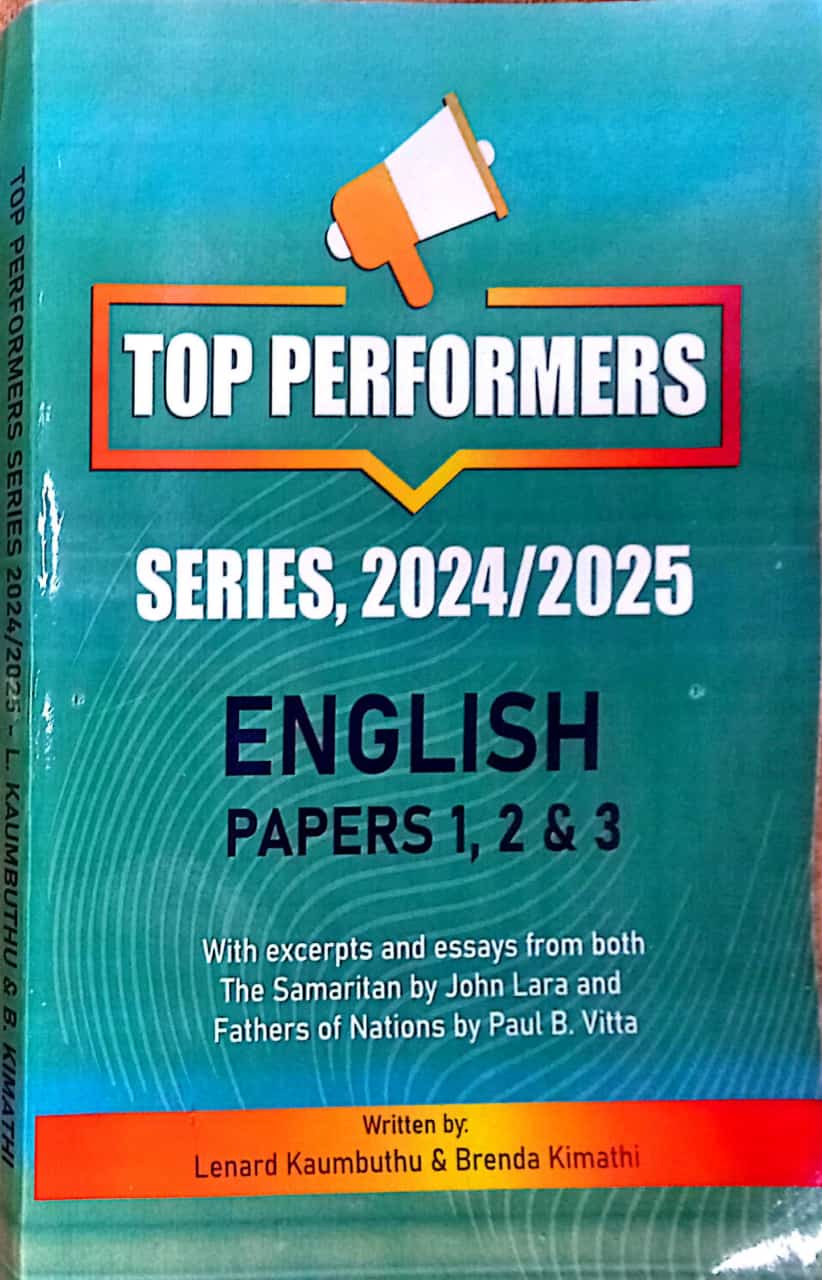 TOP PERFORMERS
SERIES, 2024/2025
ENGLISH
PAPERS 1, 2 & 3
With excerpts and essays from both
The Samaritan by John Lara and
Fathers of Nations by Paul B. Vitta
Written by:
Lenard Kaumbuthu & Brenda Kimathi
TOP PERFORMERS SERIES 2024/2025 - L. KAUMBUTHU & B. KIMATHI